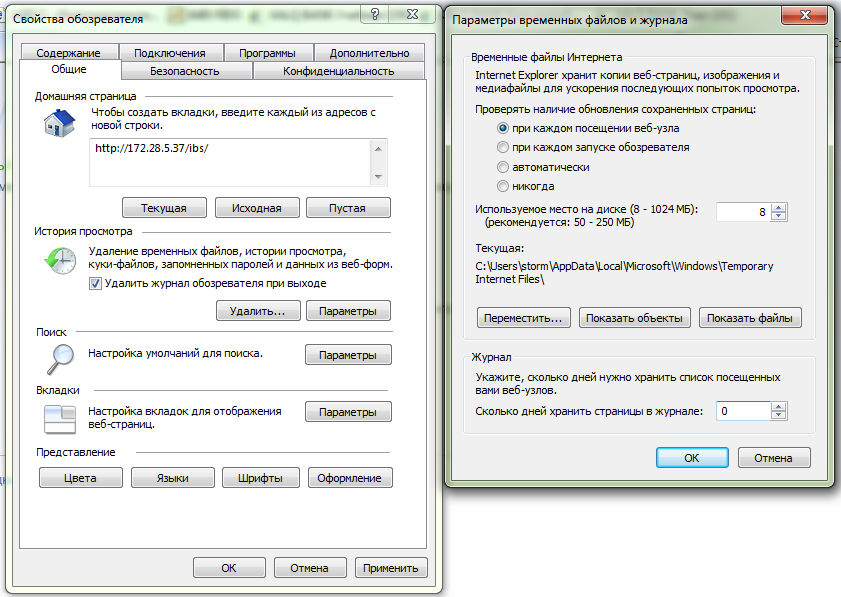 Свойства обозревателя
?
Содержание
Подключения
Программы
Дополнительно
Общие
Безопасность
Конфиденциальность
Домашняя страница
Чтобы создать вкладки, введите каждый из адресов с
новой строки.
http://172.28.5.37/ibs/
Текущая
Исходная
Пустая
История просмотра
Удаление временных файлов, истории просмотра,
куки-файлов, запомненных паролей и данных из веб-форм.
Удалить журнал обозревателя при выходе
Удалить...
Параметры
Поиск
Настройка умолчаний для поиска.
Параметры
Вкладки
Настройка вкладок для отображения
веб-страниц.
Параметры
Представление
Цвета
Языки
Шрифты
Оформление
ОК
Отмена
Применить
Параметры временных файлов и журнала
Временные файлы Интернета
Internet Explorer хранит копии веб-страниц, изображения и
медиафайлы для ускорения последующих попыток просмотра.
Проверять наличие обновления сохраненных страниц:
при каждом посещении веб-узла
при каждом запуске обозревателя
автоматически
никогда
Используемое место на диске (8 - 1024 МБ):
8
(рекомендуется: 50 - 250 МБ)
Текущая:
C:\Users\storm\AppData\Local\Microsoft\Windows\Temporary
Internet Files\
Переместить...
Показать объекты
Показать файлы
Журнал
Укажите, сколько дней нужно хранить список посещенных
вами веб-узлов.
Сколько дней хранить страницы в журнале:
0
ОК
Отмена